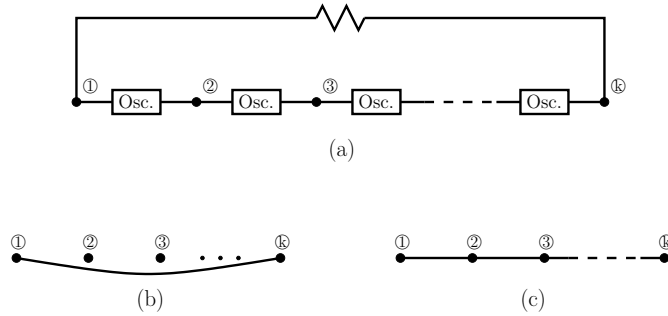 ① ② ③ ⓚ
Osc. Osc. Osc. Osc.
(a)
① ② ③ ⓚ ① ② ③ ⓚ
(b) (c)